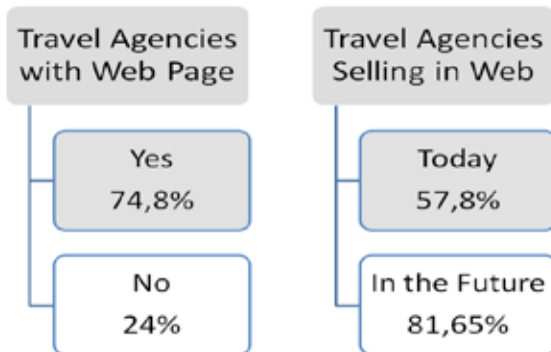 Travel Agencies
with Web Page
Yes
74,8%
No
24%
Travel Agencies
Selling in Web
Today
57,8%
In the Future
81,65%